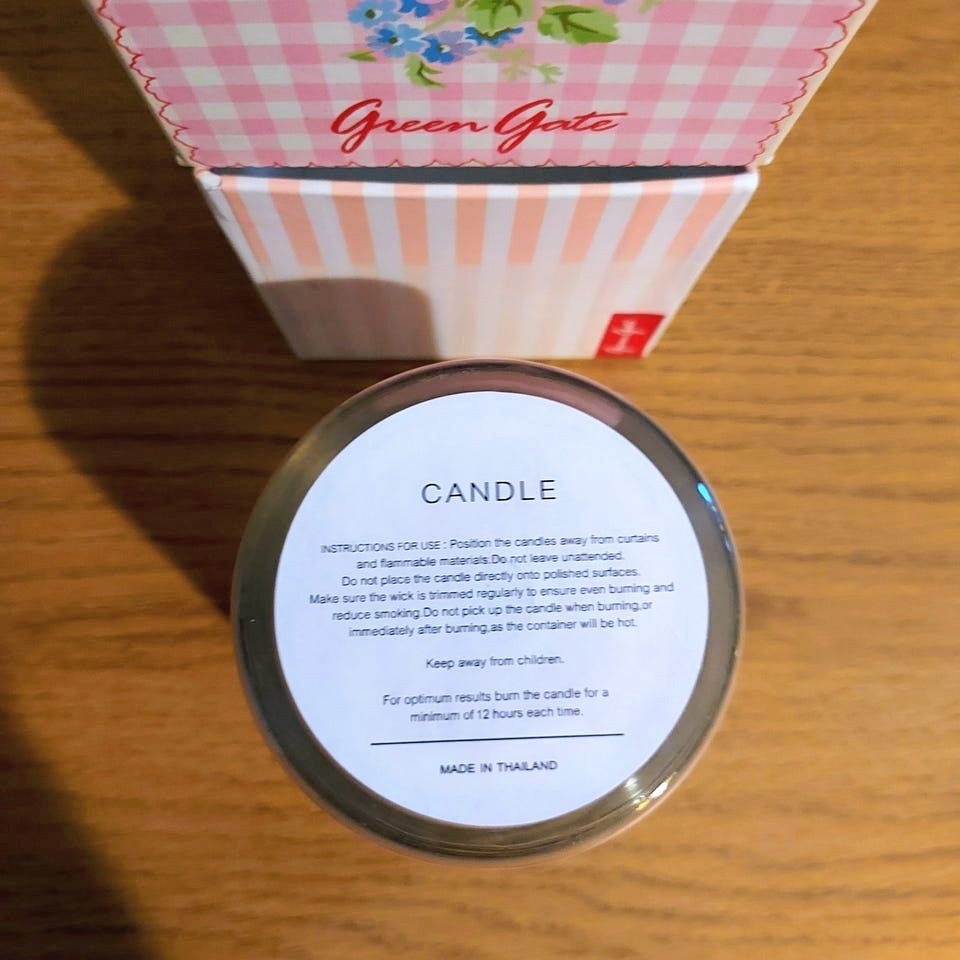 Green Gate
CANDLE
INSTRUCTIONS FOR USE : Position the candles away from curtains
and flammable materials.Do not leave unattended.
Do not place the candle directly onto polished surfaces.
Make sure the wick is trimmed regularly to ensure even burning and
reduce smoking.Do not pick up the candle when burning,or
immediately after burning,as the container will be hot.
Keep away from children.
For optimum results burn the candle for a
minimum of 12 hours each time.
MADE IN THAILAND